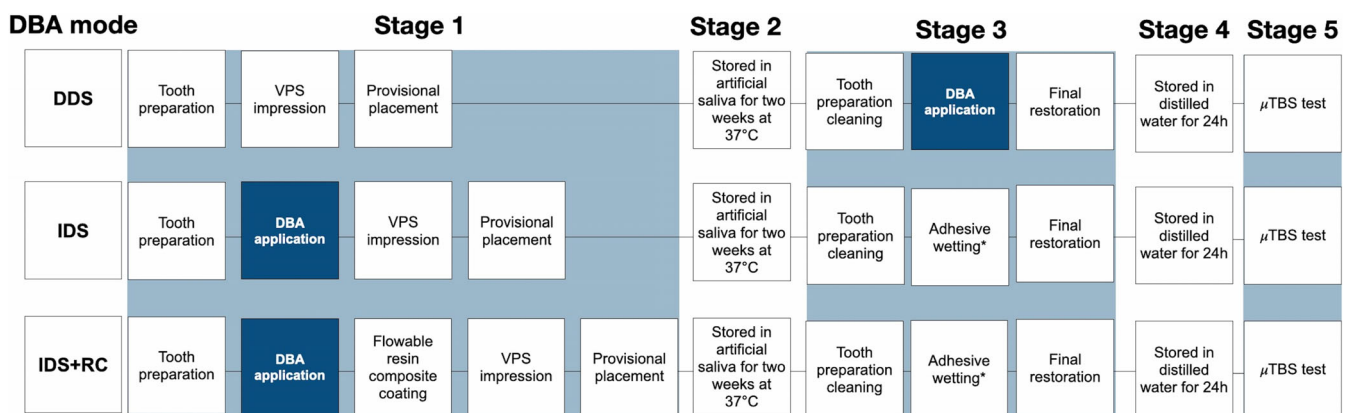 DBA mode
Stage 1
Stage 2
Stage 3
Stage 4
Stage 5
DDS
Tooth
preparation
VPS
impression
Provisional
placement
Stored in
artificial
saliva for two
weeks at
37°C
Tooth
preparation
cleaning
DBA
application
Final
restoration
Stored in
distilled
water for 24h
μTBS test
IDS
Tooth
preparation
DBA
application
VPS
impression
Provisional
placement
Stored in
artificial
saliva for two
weeks at
37°C
Tooth
preparation
cleaning
Adhesive
wetting*
Final
restoration
Stored in
distilled
water for 24h
μTBS test
IDS+RC
Tooth
preparation
DBA
application
Flowable
resin
composite
coating
VPS
impression
Provisional
placement
Stored in
artificial
saliva for two
weeks at
37°C
Tooth
preparation
cleaning
Adhesive
wetting*
Final
restoration
Stored in
distilled
water for 24h
μTBS test